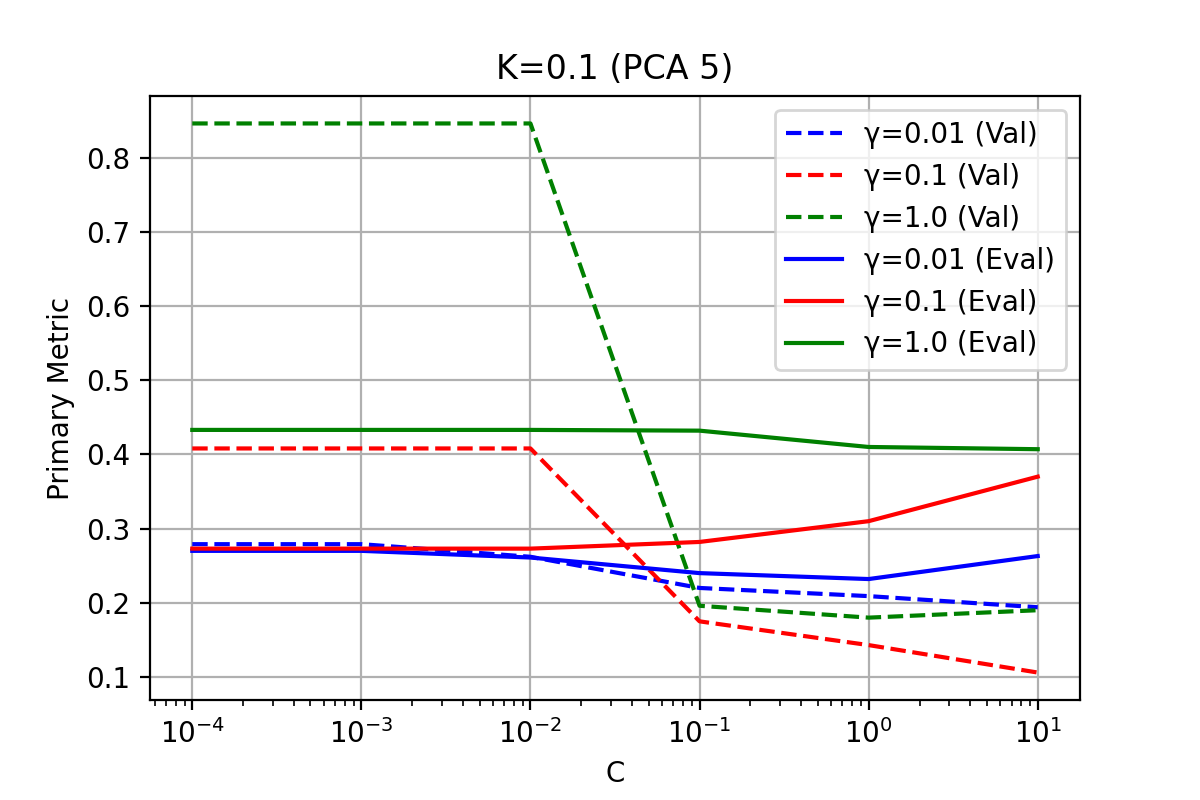 K=0.1 (PCA 5)
Primary Metric
0.8
0.7
0.6
0.5
0.4
0.3
0.2
0.1
γ=0.01 (Val)
γ=0.1 (Val)
γ=1.0 (Val)
γ=0.01 (Eval)
γ=0.1 (Eval)
γ=1.0 (Eval)
10⁻⁴ 10⁻³ 10⁻² 10⁻¹ 10⁰ 10¹
C